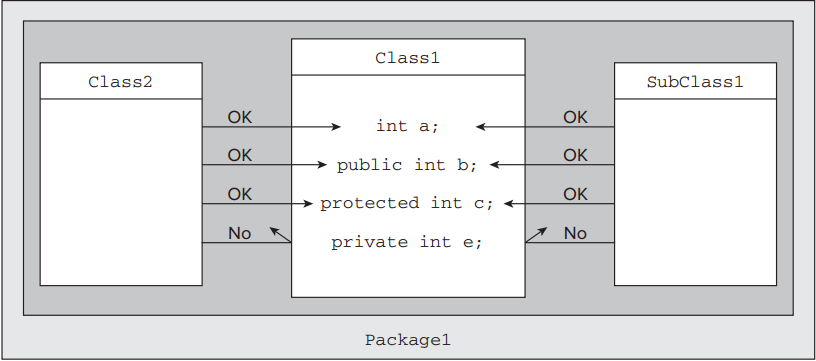 Class1
Class2
SubClass1
OK
int a;
OK
OK
public int b;
OK
OK
protected int c;
OK
No
private int e;
No
Package1